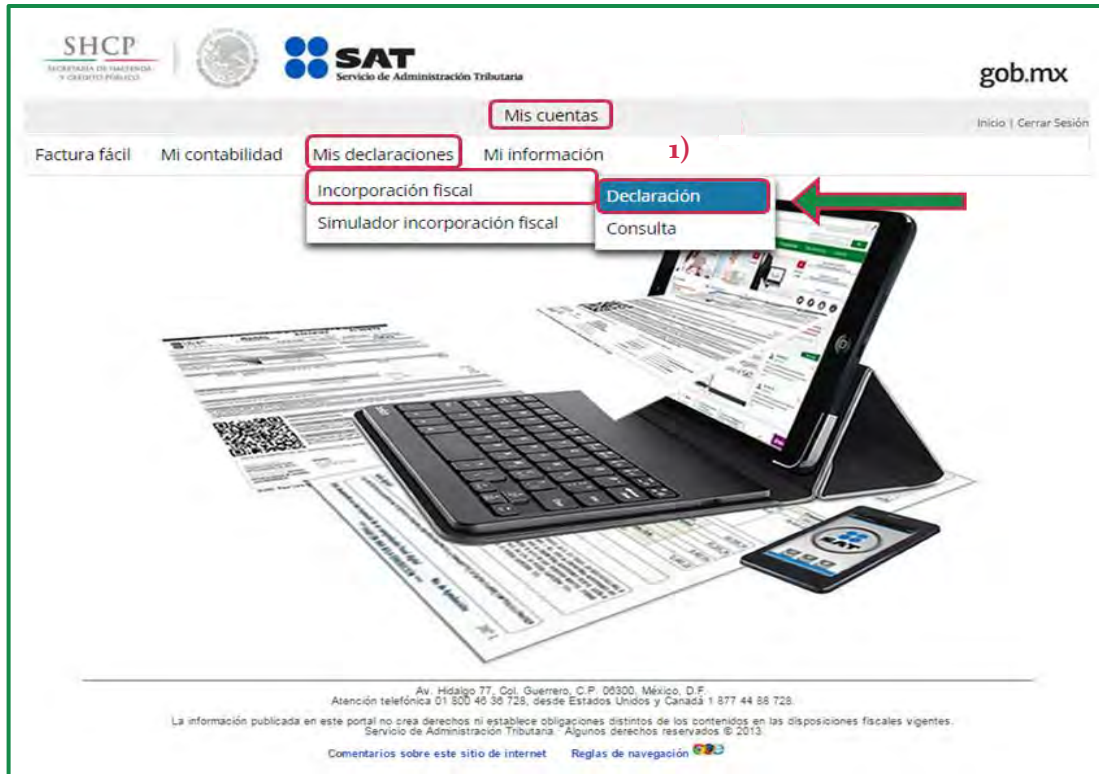 SHCP
SECRETARÍA DE HACIENDA
Y CRÉDITO PÚBLICO
SAT
Servicio de Administración Tributaria
gob.mx
Mis cuentas
Inicio | Cerrar Sesión
Factura fácil Mi contabilidad Mis declaraciones Mi información 1)
Incorporación fiscal Declaración
Simulador incorporación fiscal Consulta
SAT
Av. Hidalgo 77, Col. Guerrero, C.P. 06300, México, D.F.
Atención telefónica 01 800 46 36 728, desde Estados Unidos y Canadá 1 877 44 88 728.
La información publicada en este portal no crea derechos ni establece obligaciones distintos de los contenidos en las disposiciones fiscales vigentes.
Servicio de Administración Tributaria. Algunos derechos reservados © 2013
Comentarios sobre este sitio de internet Reglas de navegación